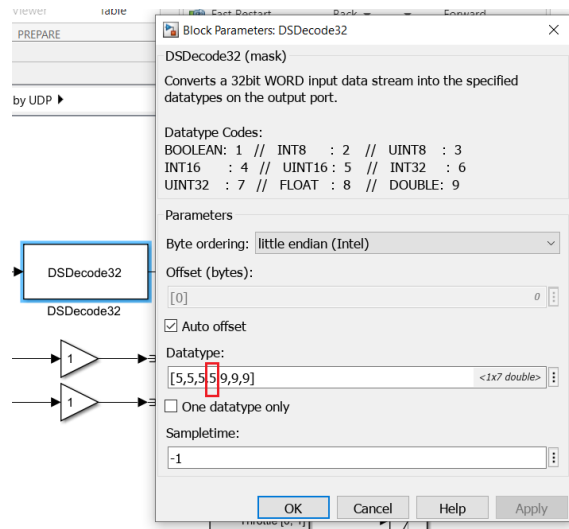 Viewer Table
PREPARE
Fast Restart Back Forward
by UDP
DSDecode32
DSDecode32
1
1
Block Parameters: DSDecode32
DSDecode32 (mask)
Converts a 32bit WORD input data stream into the specified
datatypes on the output port.
Datatype Codes:
BOOLEAN: 1 // INT8 : 2 // UINT8 : 3
INT16 : 4 // UINT16 : 5 // INT32 : 6
UINT32 : 7 // FLOAT : 8 // DOUBLE: 9
Parameters
Byte ordering: little endian (Intel)
Offset (bytes):
[0] 0
Auto offset
Datatype:
[5,5,5,5,9,9,9] <1x7 double>
One datatype only
Sampletime:
-1
OK Cancel Help Apply
Throttle [0, 1]